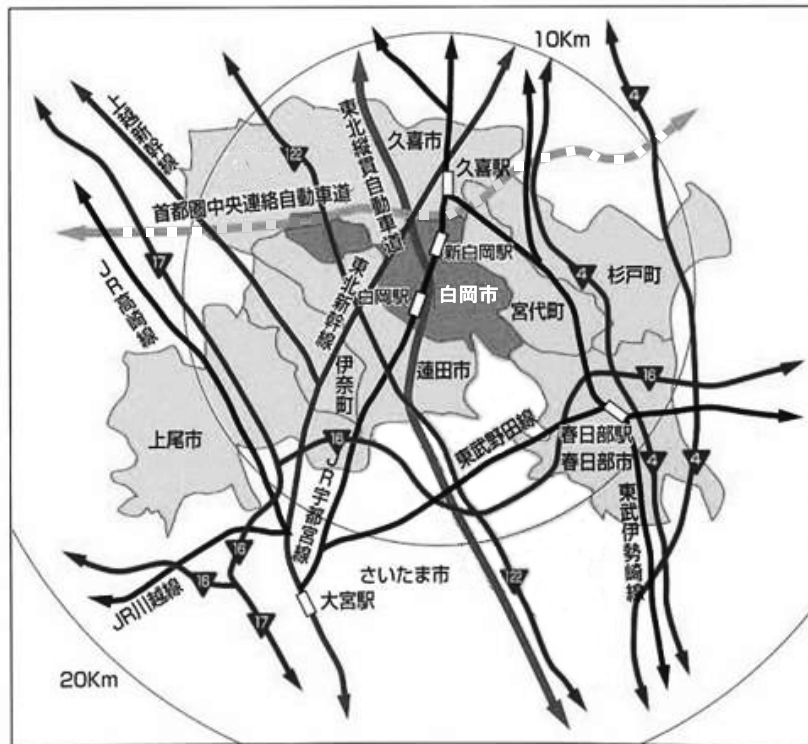 10Km
4
上越新幹線
122
東北縦貫自動車道
久喜市
久喜駅
首都圏中央連絡自動車道
17
JR高崎線
東北新幹線
新白岡駅
白岡駅
白岡市
4
杉戸町
宮代町
伊奈町
蓮田市
16
上尾市
16
東武野田線
春日部駅
春日部市
4
4
JR宇都宮線
東武伊勢崎線
16
16
さいたま市
122
JR川越線
大宮駅
17
20Km